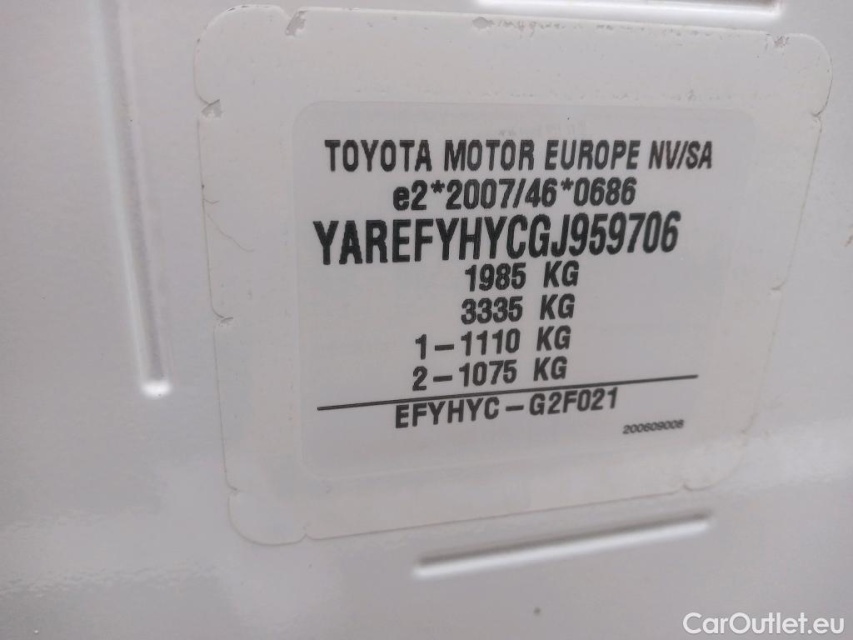 TOYOTA MOTOR EUROPE NV/SA
e2*2007/46*0686
YAREFYHYCGJ959706
1985 KG
3335 KG
1-1110 KG
2-1075 KG
EFYHYC-G2F021
200609008
CarOutlet.eu